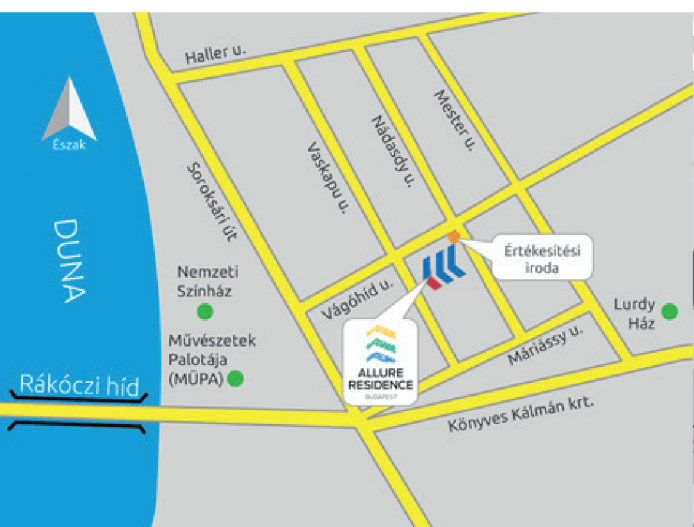 Haller u.
Észak
Mester u.
Nádasdy u.
Vaskapu u.
Soroksári út
DUNA
Értékesítési
iroda
Nemzeti
Színház
Vágóhíd u.
Lurdy
Ház
Művészetek
Palotája
(MÜPA)
Máriássy u.
ALLURE
RESIDENCE
BUDAPEST
Rákóczi híd
Könyves Kálmán krt.